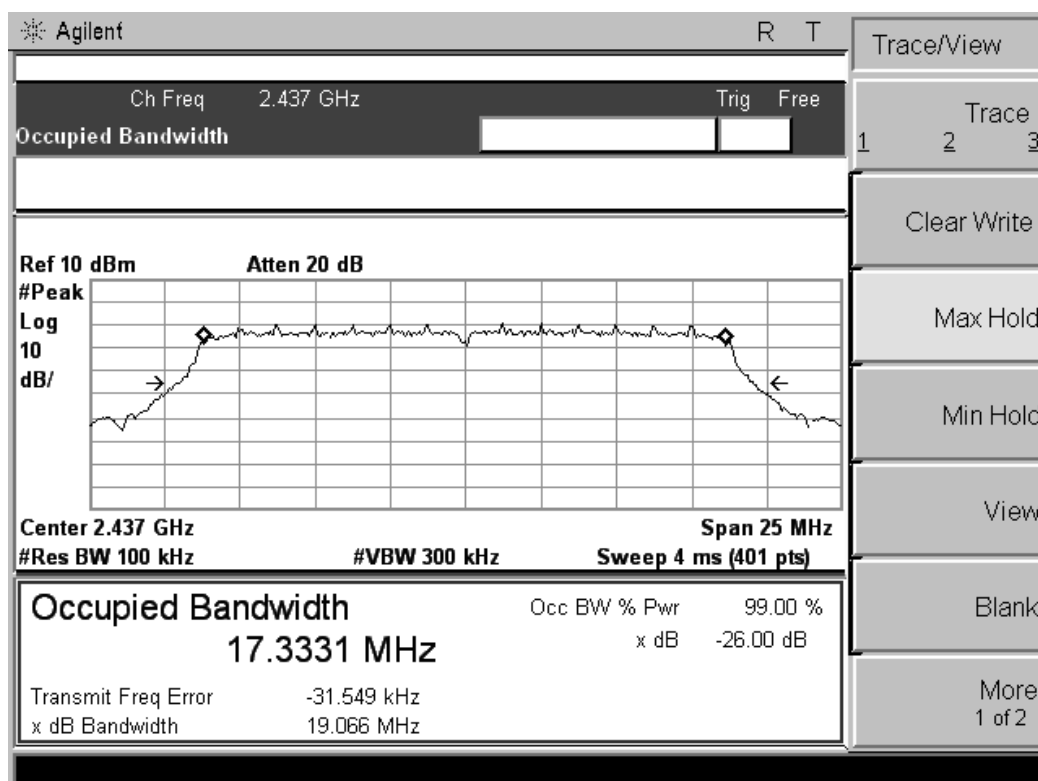 Agilent R T
Trace/View
Ch Freq 2.437 GHz Trig Free
Occupied Bandwidth
Trace
1 2 3
Clear Write
Max Hold
Min Hold
View
Blank
More
1 of 2
Ref 10 dBm Atten 20 dB
#Peak
Log
10
dB/
Center 2.437 GHz Span 25 MHz
#Res BW 100 kHz #VBW 300 kHz Sweep 4 ms (401 pts)
Occupied Bandwidth Occ BW % Pwr 99.00 %
17.3331 MHz x dB -26.00 dB
Transmit Freq Error -31.549 kHz
x dB Bandwidth 19.066 MHz